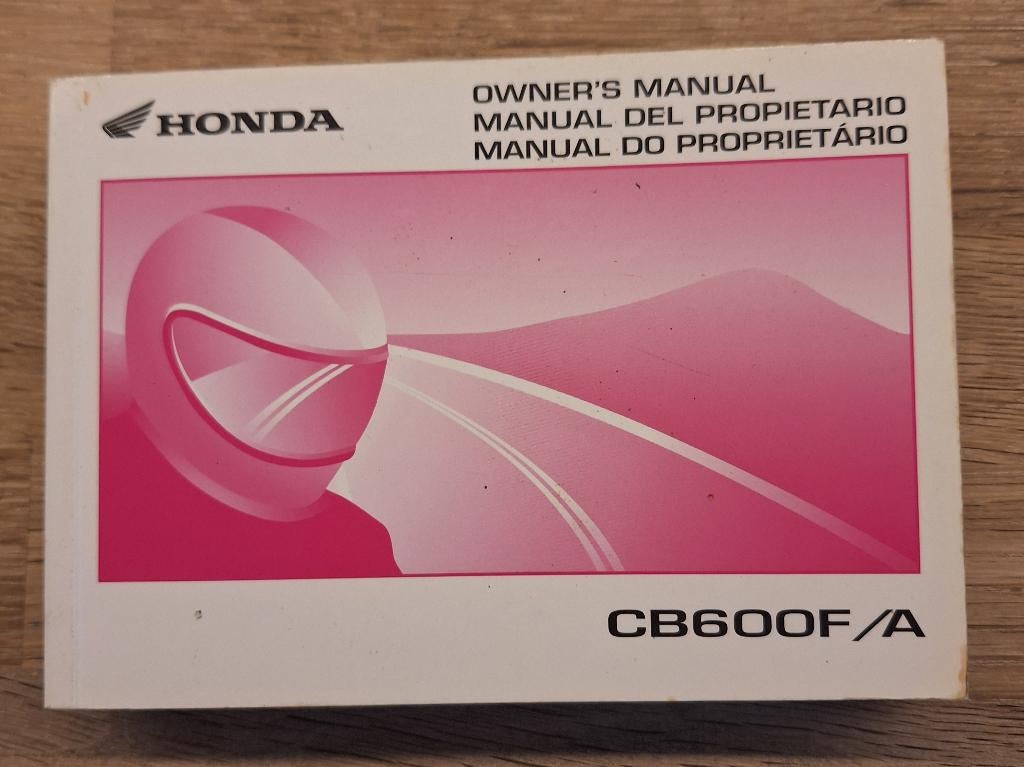 HONDA
OWNER'S MANUAL
MANUAL DEL PROPIETARIO
MANUAL DO PROPRIETÁRIO
CB600F/A